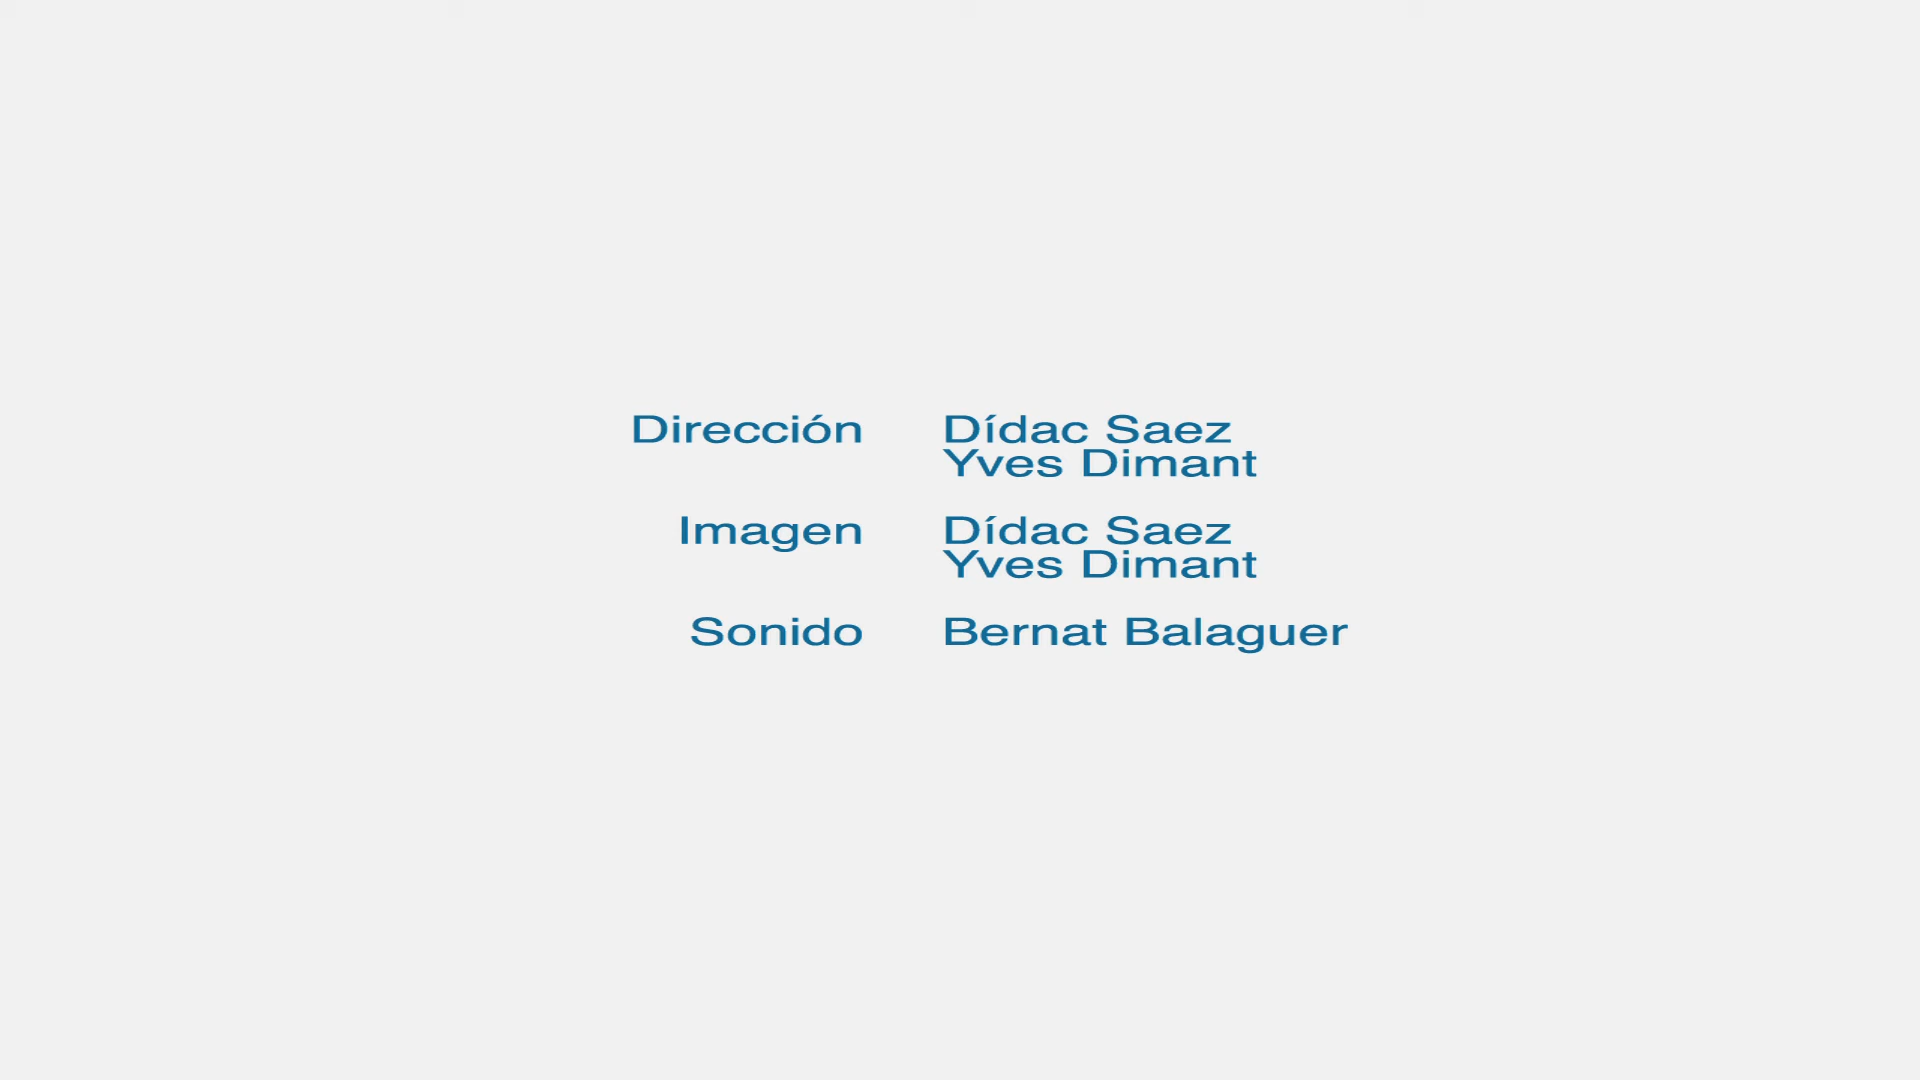 Dirección Dídac Saez
Yves Dimant
Imagen Dídac Saez
Yves Dimant
Sonido Bernat Balaguer